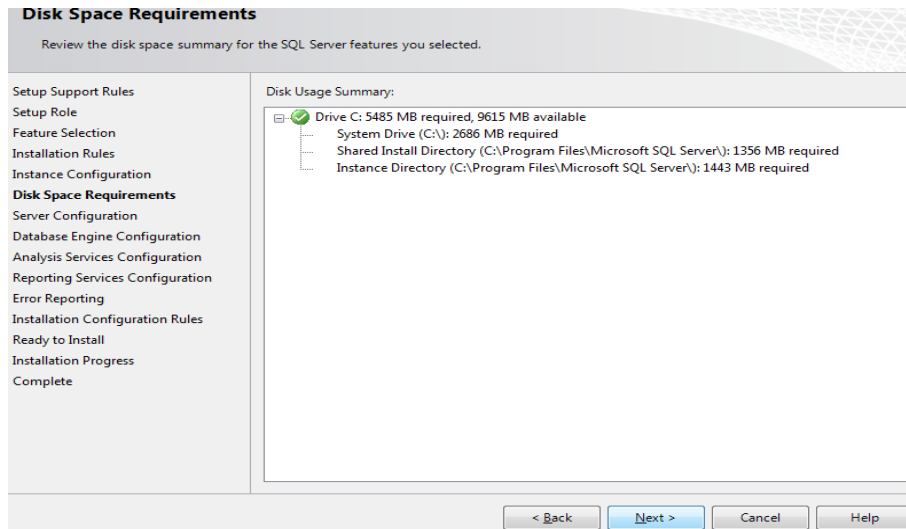 Disk Space Requirements
Review the disk space summary for the SQL Server features you selected.
Setup Support Rules
Setup Role
Feature Selection
Installation Rules
Instance Configuration
Disk Space Requirements
Server Configuration
Database Engine Configuration
Analysis Services Configuration
Reporting Services Configuration
Error Reporting
Installation Configuration Rules
Ready to Install
Installation Progress
Complete
Disk Usage Summary:
Drive C: 5485 MB required, 9615 MB available
System Drive (C:\): 2686 MB required
Shared Install Directory (C:\Program Files\Microsoft SQL Server\): 1356 MB required
Instance Directory (C:\Program Files\Microsoft SQL Server\): 1443 MB required
< Back
Next >
Cancel
Help